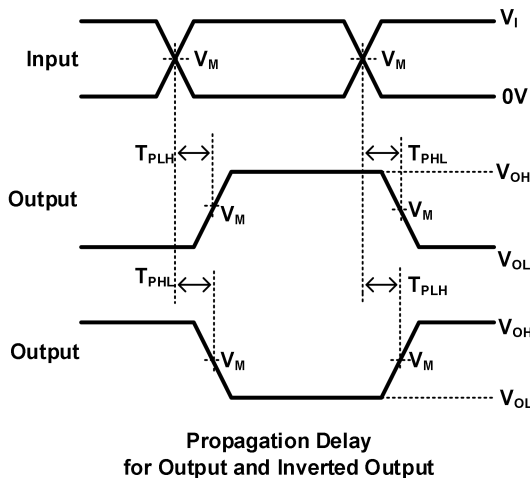 V_I
Input
V_M
V_M
0V
T_PLH
T_PHL
V_OH
Output
V_M
V_M
V_OL
T_PHL
T_PLH
V_OH
Output
V_M
V_M
V_OL
Propagation Delay
for Output and Inverted Output